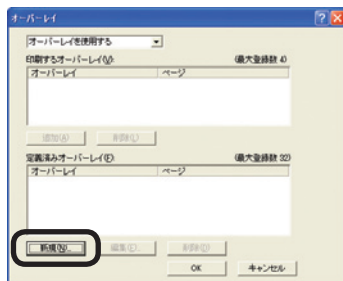 オーバーレイ
オーバーレイを使用する
印刷するオーバーレイ(V): (最大登録数 4)
オーバーレイ ページ
追加(A) 削除(L)
定義済みオーバーレイ(F): (最大登録数 32)
オーバーレイ ページ
新規(N)... 編集(E)... 削除(D)
OK キャンセル